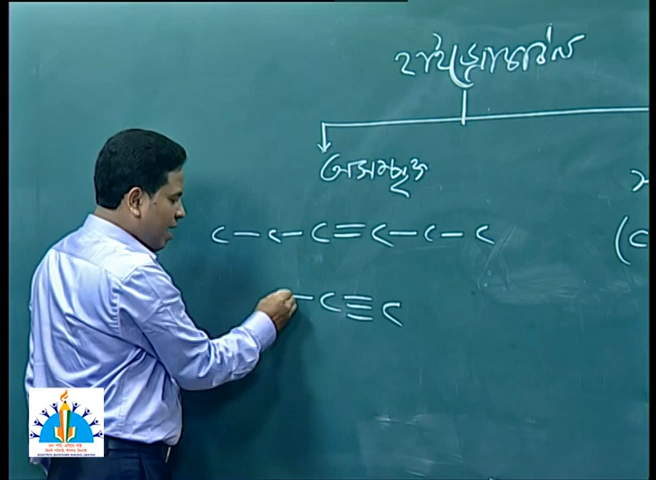 হাইড্রোকার্বন
অসম্পৃক্ত
C – C – C = C – C – C
– C ≡ C
(C